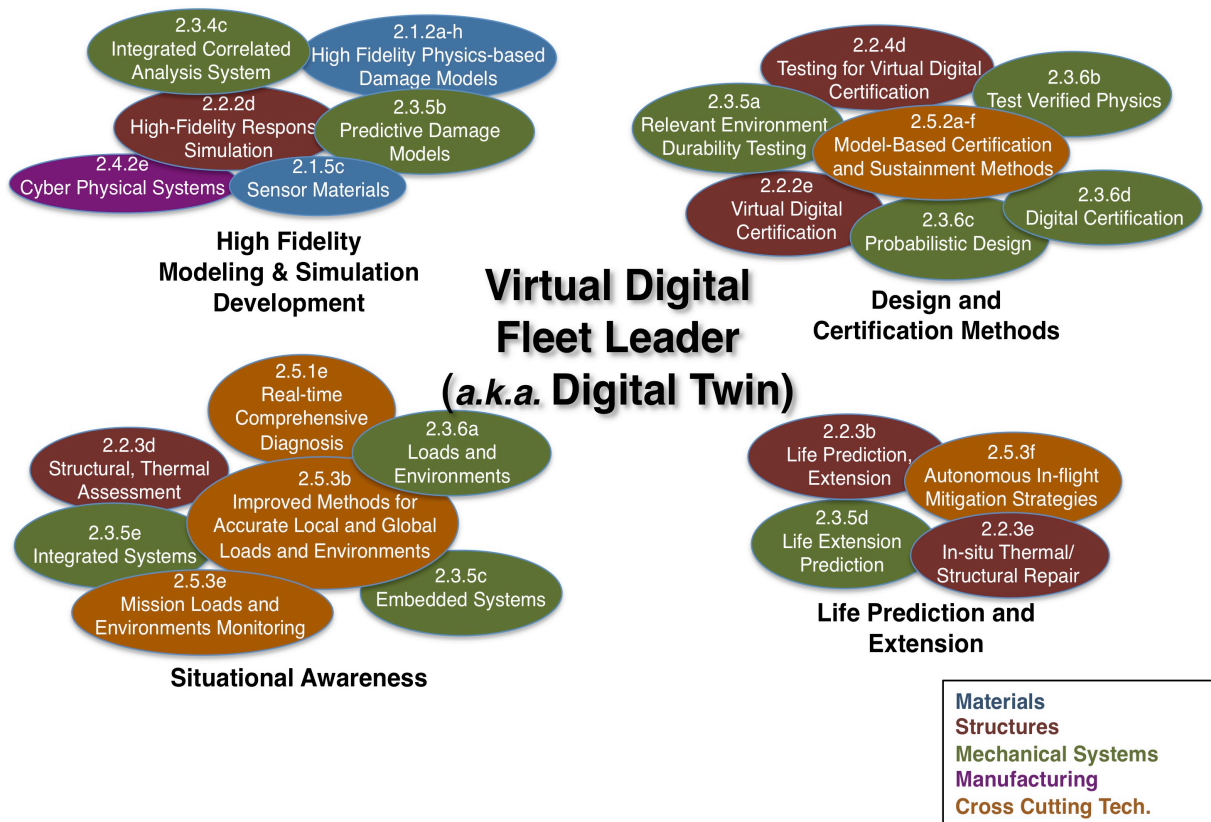 2.3.4c
Integrated Correlated
Analysis System
2.1.2a-h
High Fidelity Physics-based
Damage Models
2.2.2d
High-Fidelity Respons
Simulation
2.3.5b
Predictive Damage
Models
2.4.2e
Cyber Physical Systems
2.1.5c
Sensor Materials
High Fidelity
Modeling & Simulation
Development
2.2.4d
Testing for Virtual Digital
Certification
2.3.6b
Test Verified Physics
2.3.5a
Relevant Environment
Durability Testing
2.5.2a-f
Model-Based Certification
and Sustainment Methods
2.2.2e
Virtual Digital
Certification
2.3.6c
Probabilistic Design
2.3.6d
Digital Certification
Design and
Certification Methods
Virtual Digital
Fleet Leader
(a.k.a. Digital Twin)
2.5.1e
Real-time
Comprehensive
Diagnosis
2.3.6a
Loads and
Environments
2.2.3d
Structural, Thermal
Assessment
2.5.3b
Improved Methods for
Accurate Local and Global
Loads and Environments
2.3.5e
Integrated Systems
2.5.3e
Mission Loads and
Environments Monitoring
2.3.5c
Embedded Systems
Situational Awareness
2.2.3b
Life Prediction,
Extension
2.5.3f
Autonomous In-flight
Mitigation Strategies
2.3.5d
Life Extension
Prediction
2.2.3e
In-situ Thermal/
Structural Repair
Life Prediction and
Extension
Materials
Structures
Mechanical Systems
Manufacturing
Cross Cutting Tech.